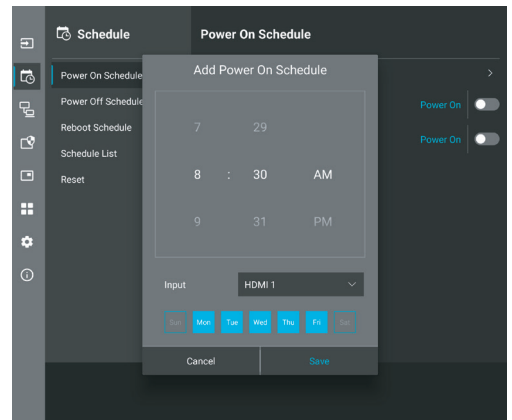 Schedule
Power On Schedule
Power On Schedule
Power Off Schedule
Reboot Schedule
Schedule List
Reset
Power On
Power On
Add Power On Schedule
7 29
8 : 30 AM
9 31 PM
Input HDMI 1
Sun Mon Tue Wed Thu Fri Sat
Cancel Save